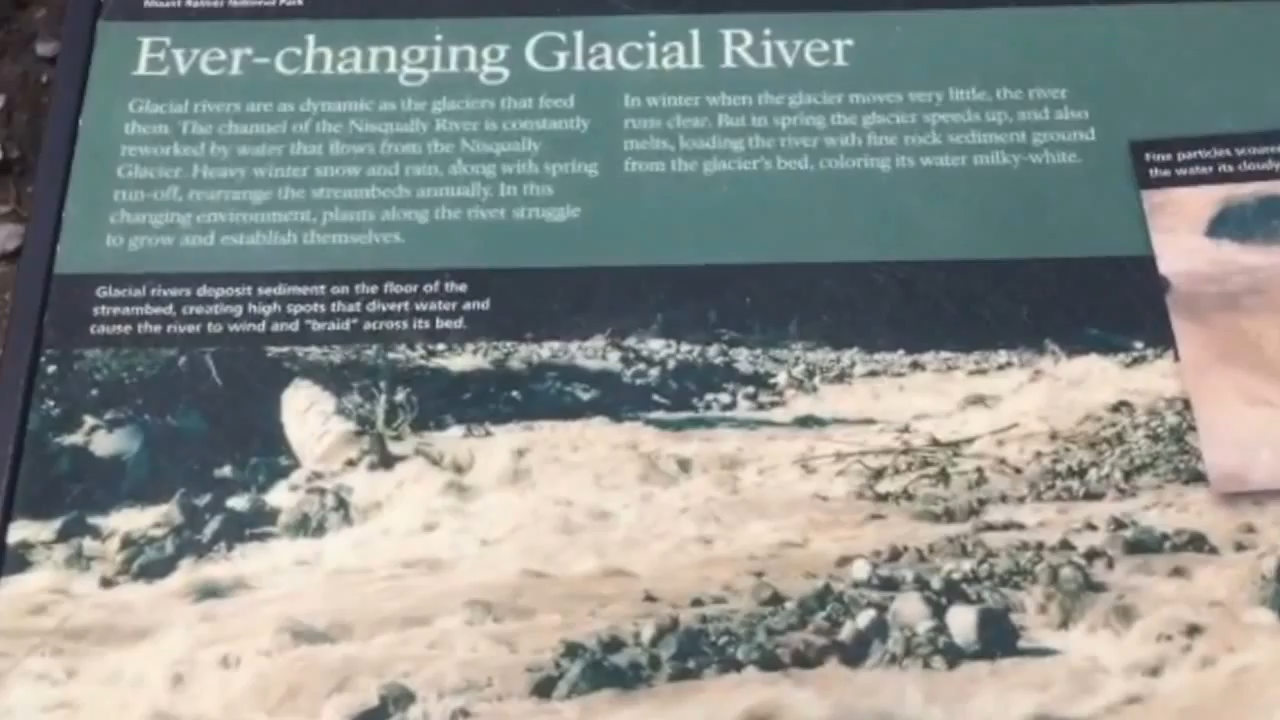 Mount Rainier National Park
Ever-changing Glacial River
Glacial rivers are as dynamic as the glaciers that feed
them. The channel of the Nisqually River is constantly
reworked by water that flows from the Nisqually
Glacier. Heavy winter snow and rain, along with spring
run-off, rearrange the streambeds annually. In this
changing environment, plants along the river struggle
to grow and establish themselves.
In winter when the glacier moves very little, the river
runs clear. But in spring the glacier speeds up, and also
melts, loading the river with fine rock sediment ground
from the glacier's bed, coloring its water milky-white.
Fine particles scoured
the water its cloudy
Glacial rivers deposit sediment on the floor of the
streambed, creating high spots that divert water and
cause the river to wind and "braid" across its bed.